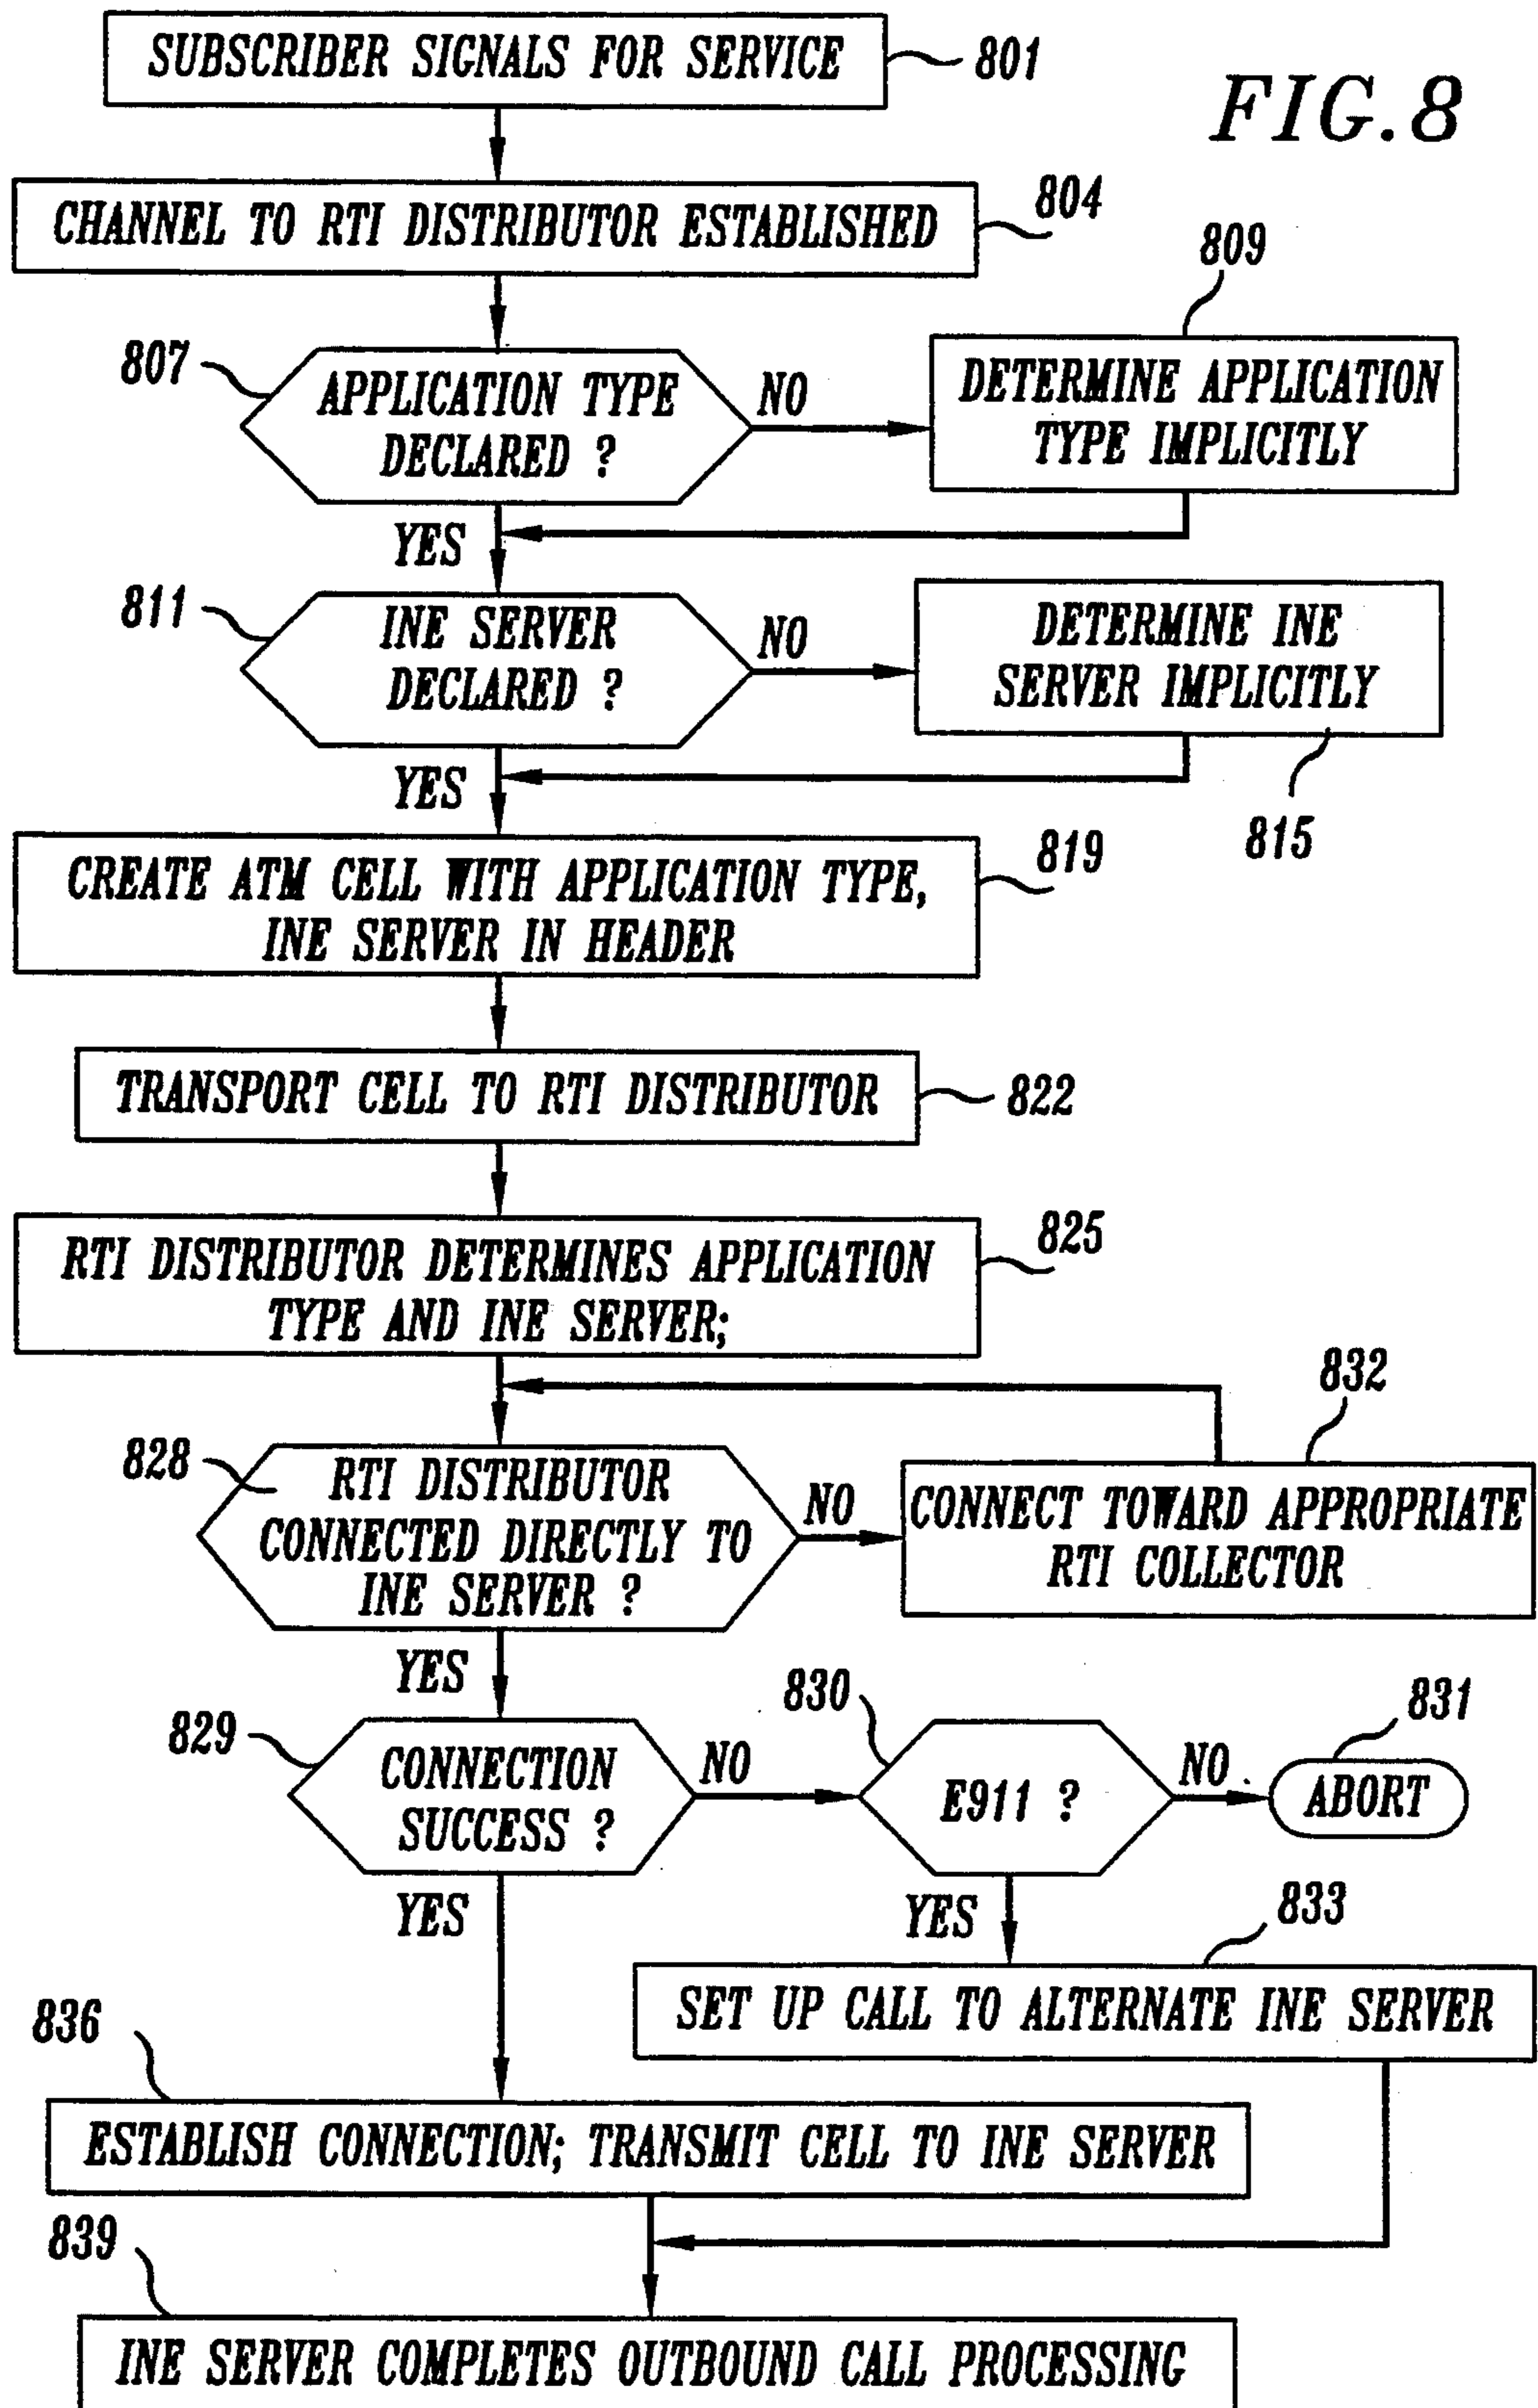 SUBSCRIBER SIGNALS FOR SERVICE
801
FIG.8
CHANNEL TO RTI DISTRIBUTOR ESTABLISHED
804
807
APPLICATION TYPE
DECLARED ?
NO
809
DETERMINE APPLICATION
TYPE IMPLICITLY
YES
811
INE SERVER
DECLARED ?
NO
DETERMINE INE
SERVER IMPLICITLY
815
YES
CREATE ATM CELL WITH APPLICATION TYPE,
INE SERVER IN HEADER
819
TRANSPORT CELL TO RTI DISTRIBUTOR
822
RTI DISTRIBUTOR DETERMINES APPLICATION
TYPE AND INE SERVER;
825
828
RTI DISTRIBUTOR
CONNECTED DIRECTLY TO
INE SERVER ?
NO
832
CONNECT TOWARD APPROPRIATE
RTI COLLECTOR
YES
829
CONNECTION
SUCCESS ?
NO
830
E911 ?
NO
831
ABORT
YES
YES
833
SET UP CALL TO ALTERNATE INE SERVER
836
ESTABLISH CONNECTION; TRANSMIT CELL TO INE SERVER
839
INE SERVER COMPLETES OUTBOUND CALL PROCESSING